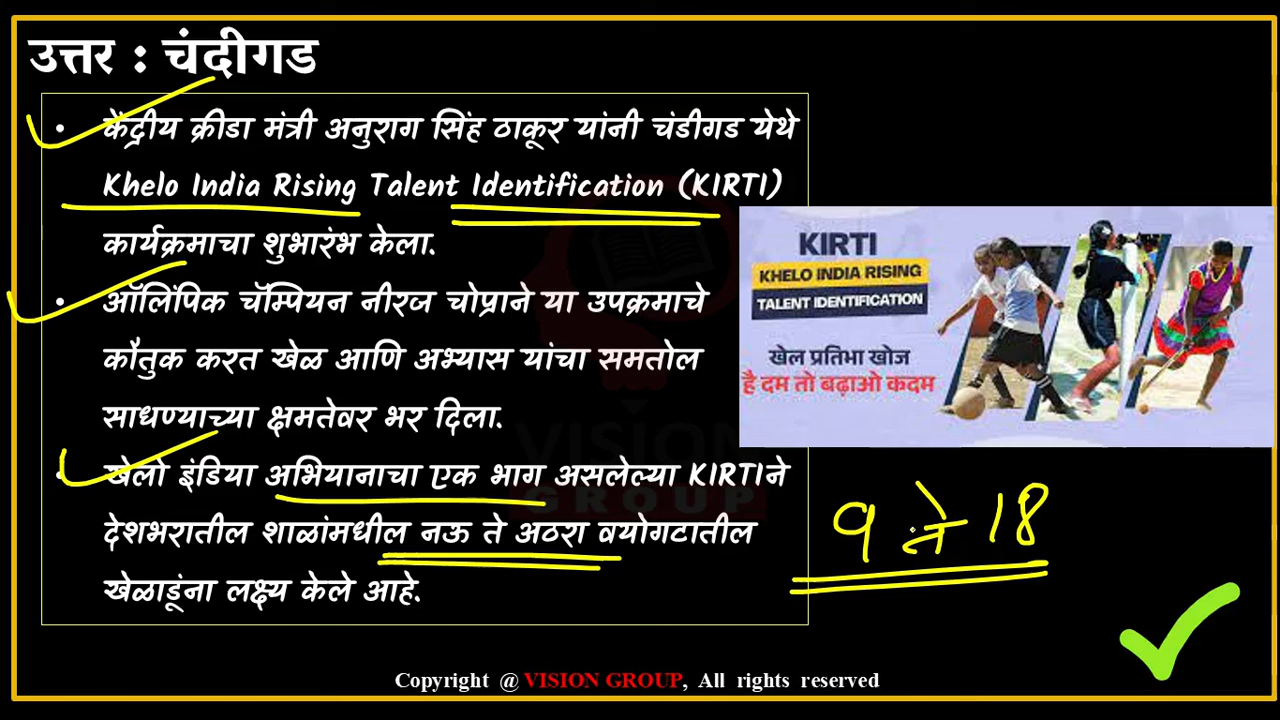 उत्तर : चंदीगड
• केंद्रीय क्रीडा मंत्री अनुराग सिंह ठाकूर यांनी चंडीगड येथे
Khelo India Rising Talent Identification (KIRTI)
कार्यक्रमाचा शुभारंभ केला.
• ऑलिंपिक चॅम्पियन नीरज चोप्राने या उपक्रमाचे
कौतुक करत खेळ आणि अभ्यास यांचा समतोल
साधण्याच्या क्षमतेवर भर दिला.
• खेलो इंडिया अभियानाचा एक भाग असलेल्या KIRTIने
देशभरातील शाळांमधील नऊ ते अठरा वयोगटातील
खेळाडूंना लक्ष्य केले आहे.
KIRTI
KHELO INDIA RISING
TALENT IDENTIFICATION
खेल प्रतिभा खोज
है दम तो बढ़ाओ कदम
9 ते 18
VISION
GROUP
Copyright @ VISION GROUP, All rights reserved